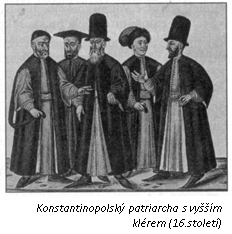 Konstantinopolský patriarcha s vyšším
klérem (16.století)